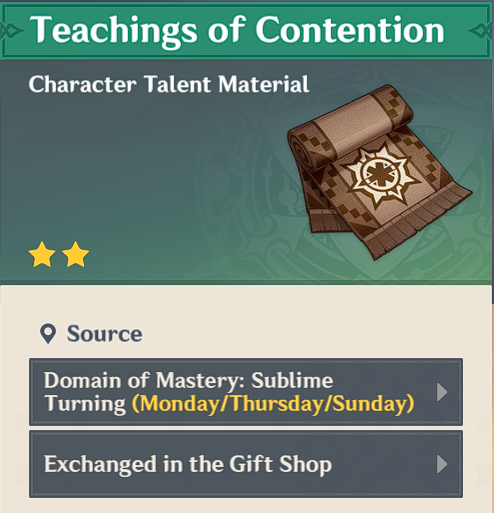 Teachings of Contention
Character Talent Material
Source
Domain of Mastery: Sublime
Turning (Monday/Thursday/Sunday)
Exchanged in the Gift Shop